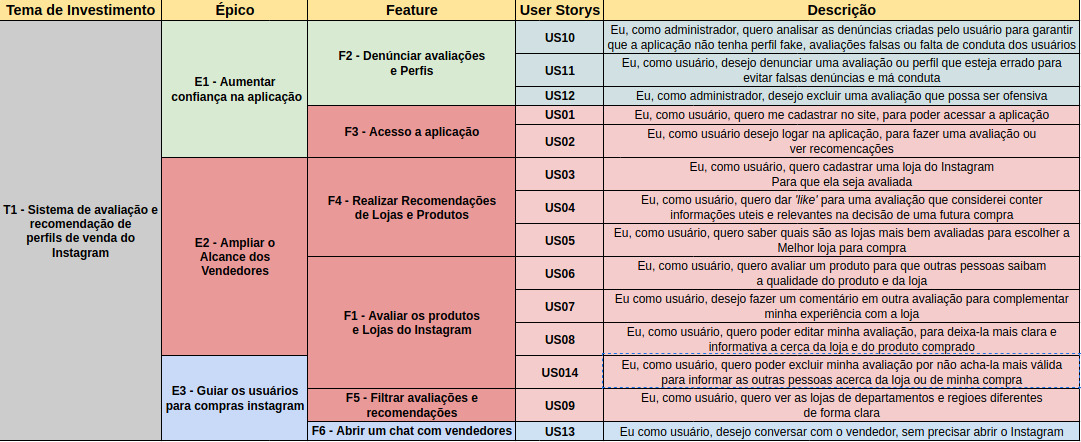 Tema de Investimento
Épico
Feature
User Storys
Descrição
T1 - Sistema de avaliação e
recomendação de
perfils de venda do
Instagram
E1 - Aumentar
confiança na aplicação
F2 - Denúnciar avaliações
e Perfis
US10
Eu, como administrador, quero analisar as denúncias criadas pelo usuário para garantir
que a aplicação não tenha perfil fake, avaliações falsas ou falta de conduta dos usuários
US11
Eu, como usuário, desejo denunciar uma avaliação ou perfil que esteja errado para
evitar falsas denúncias e má conduta
US12
Eu, como administrador, desejo excluir uma avaliação que possa ser ofensiva
F3 - Acesso a aplicação
US01
Eu, como usuário, quero me cadastrar no site, para poder acessar a aplicação
US02
Eu, como usuário desejo logar na aplicação, para fazer uma avaliação ou
ver recomencações
E2 - Ampliar o
Alcance dos
Vendedores
F4 - Realizar Recomendações
de Lojas e Produtos
US03
Eu, como usuário, quero cadastrar uma loja do Instagram
Para que ela seja avaliada
US04
Eu, como usuário, quero dar 'like' para uma avaliação que considerei conter
informações uteis e relevantes na decisão de uma futura compra
US05
Eu, como usuário, quero saber quais são as lojas mais bem avaliadas para escolher a
Melhor loja para compra
F1 - Avaliar os produtos
e Lojas do Instagram
US06
Eu, como usuário, quero avaliar um produto para que outras pessoas saibam
a qualidade do produto e da loja
US07
Eu como usuário, desejo fazer um comentário em outra avaliação para complementar
minha experiência com a loja
US08
Eu, como usuário, quero poder editar minha avaliação, para deixa-la mais clara e
informativa a cerca da loja e do produto comprado
E3 - Guiar os usuários
para compras instagram
US014
Eu, como usuário, quero poder excluir minha avaliação por não acha-la mais válida
para informar as outras pessoas acerca da loja ou de minha compra
F5 - Filtrar avaliações e
recomendações
US09
Eu, como usuário, quero ver as lojas de departamentos e regioes diferentes
de forma clara
F6 - Abrir um chat com vendedores
US13
Eu como usuário, desejo conversar com o vendedor, sem precisar abrir o Instagram